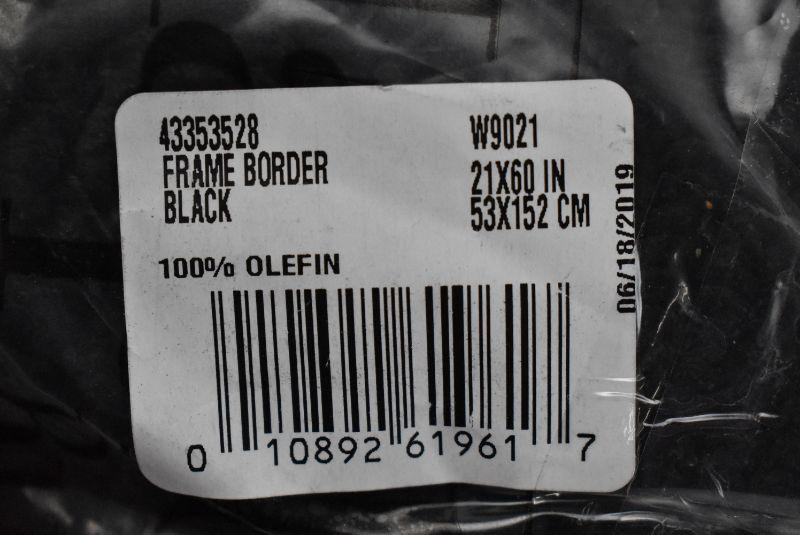 43353528
FRAME BORDER
BLACK
W9021
21X60 IN
53X152 CM
06/18/2019
100% OLEFIN
0 10892 61961 7